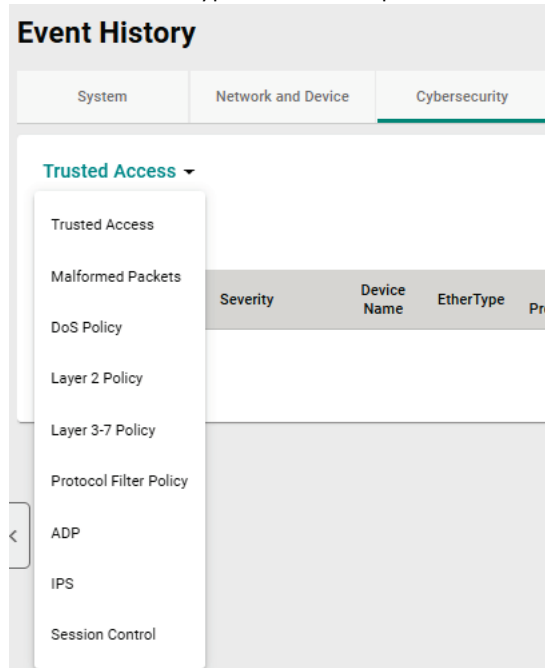 Event History
System
Network and Device
Cybersecurity
Trusted Access
Trusted Access
Malformed Packets
Severity
Device
Name
EtherType
DoS Policy
Layer 2 Policy
Layer 3-7 Policy
Protocol Filter Policy
ADP
IPS
Session Control